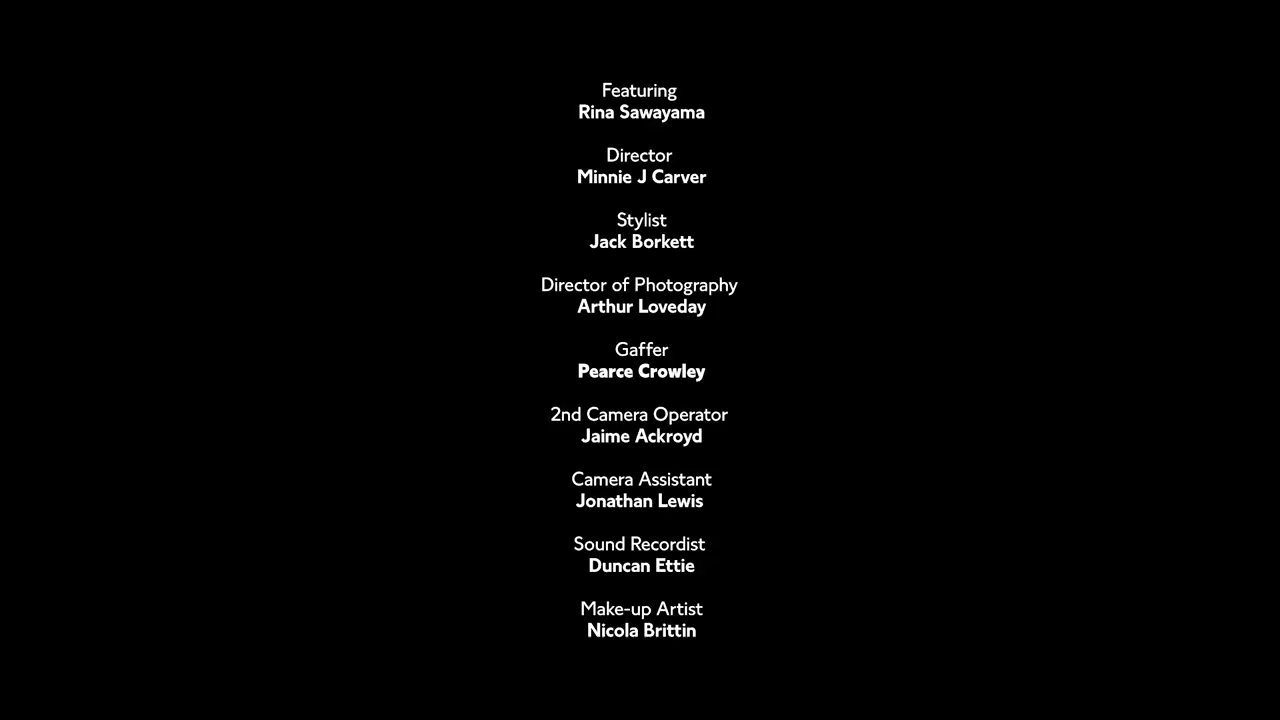 Featuring
Rina Sawayama
Director
Minnie J Carver
Stylist
Jack Borkett
Director of Photography
Arthur Loveday
Gaffer
Pearce Crowley
2nd Camera Operator
Jaime Ackroyd
Camera Assistant
Jonathan Lewis
Sound Recordist
Duncan Ettie
Make-up Artist
Nicola Brittin